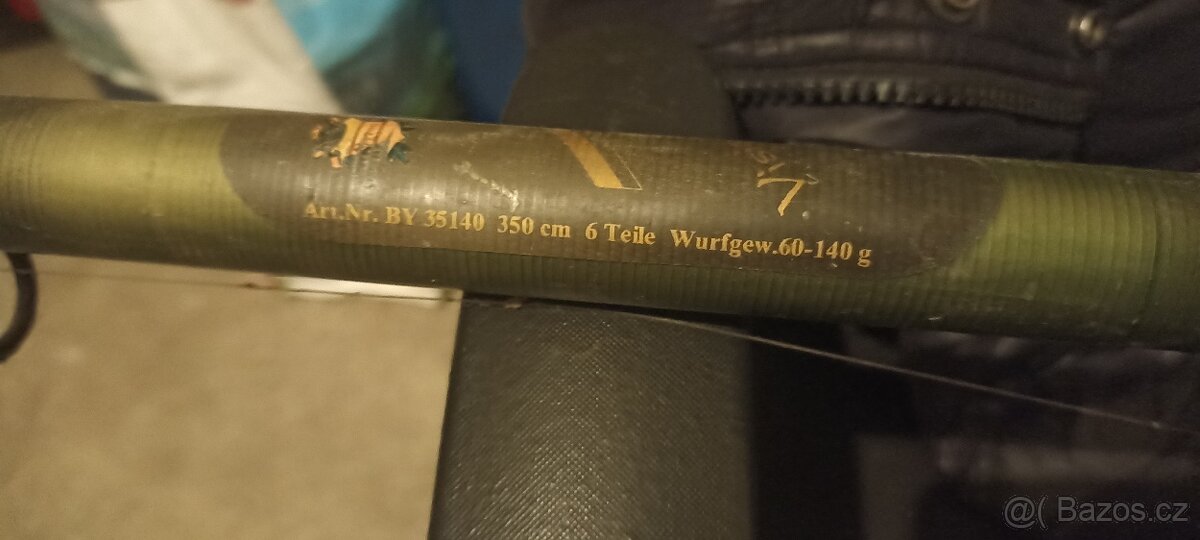 Art.Nr. BY 35140 350 cm 6 Teile Wurfgew.60-140 g
@( Bazos.cz